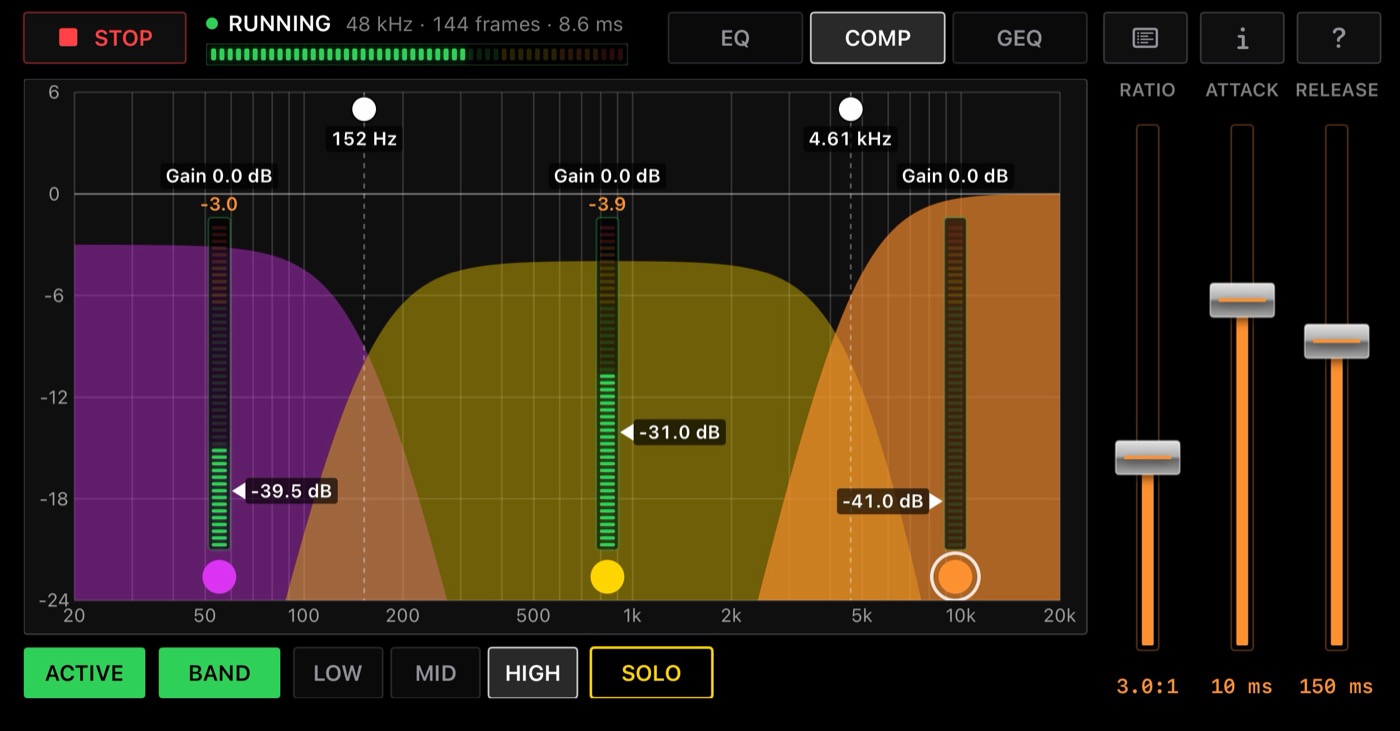 STOP
RUNNING 48 kHz · 144 frames · 8.6 ms
EQ
COMP
GEQ
i
?
RATIO
ATTACK
RELEASE
6
0
-6
-12
-18
-24
152 Hz
4.61 kHz
Gain 0.0 dB
Gain 0.0 dB
Gain 0.0 dB
-3.0
-3.9
-39.5 dB
-31.0 dB
-41.0 dB
20
50
100
200
500
1k
2k
5k
10k
20k
ACTIVE
BAND
LOW
MID
HIGH
SOLO
3.0:1
10 ms
150 ms